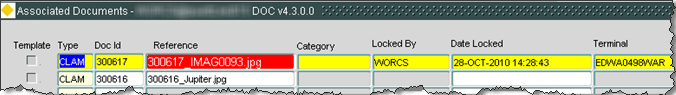 Associated Documents - DOC v4.3.0.0
Template Type Doc Id Reference Category Locked By Date Locked Terminal
CLAM 300617 300617_IMAG0093.jpg WORCS 28-OCT-2010 14:28:43 EDWA0498WAR
CLAM 300616 300616_Jupiter.jpg